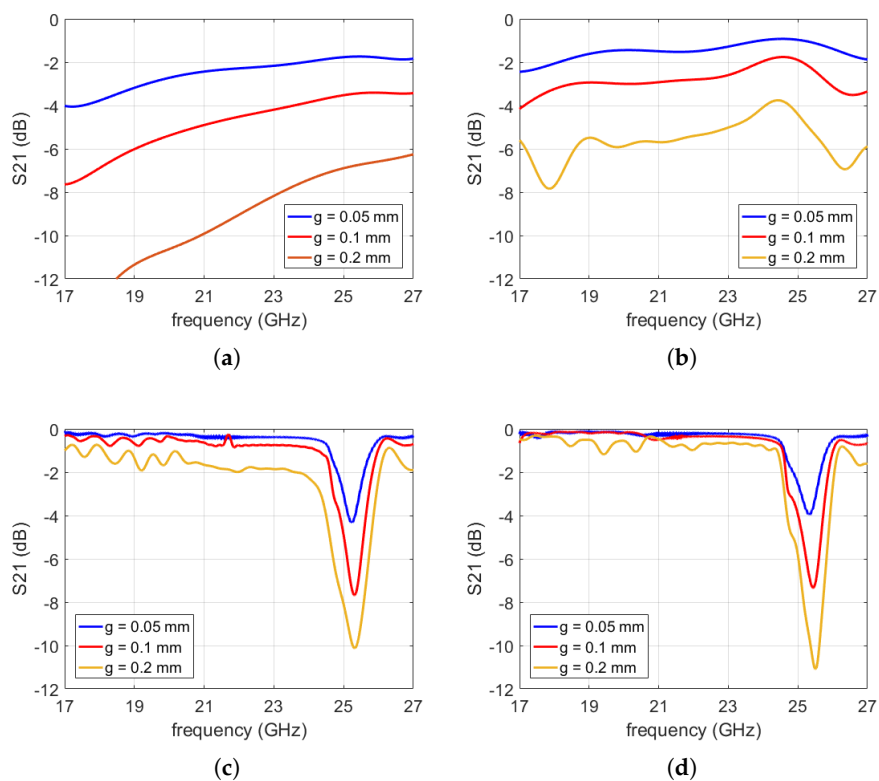 0
-2
-4
-6
-8
-10
-12
S21 (dB)
g = 0.05 mm
g = 0.1 mm
g = 0.2 mm
17 19 21 23 25 27
frequency (GHz)
(a)
0
-2
-4
-6
-8
-10
-12
S21 (dB)
g = 0.05 mm
g = 0.1 mm
g = 0.2 mm
17 19 21 23 25 27
frequency (GHz)
(b)
0
-2
-4
-6
-8
-10
-12
S21 (dB)
g = 0.05 mm
g = 0.1 mm
g = 0.2 mm
17 19 21 23 25 27
frequency (GHz)
(c)
0
-2
-4
-6
-8
-10
-12
S21 (dB)
g = 0.05 mm
g = 0.1 mm
g = 0.2 mm
17 19 21 23 25 27
frequency (GHz)
(d)